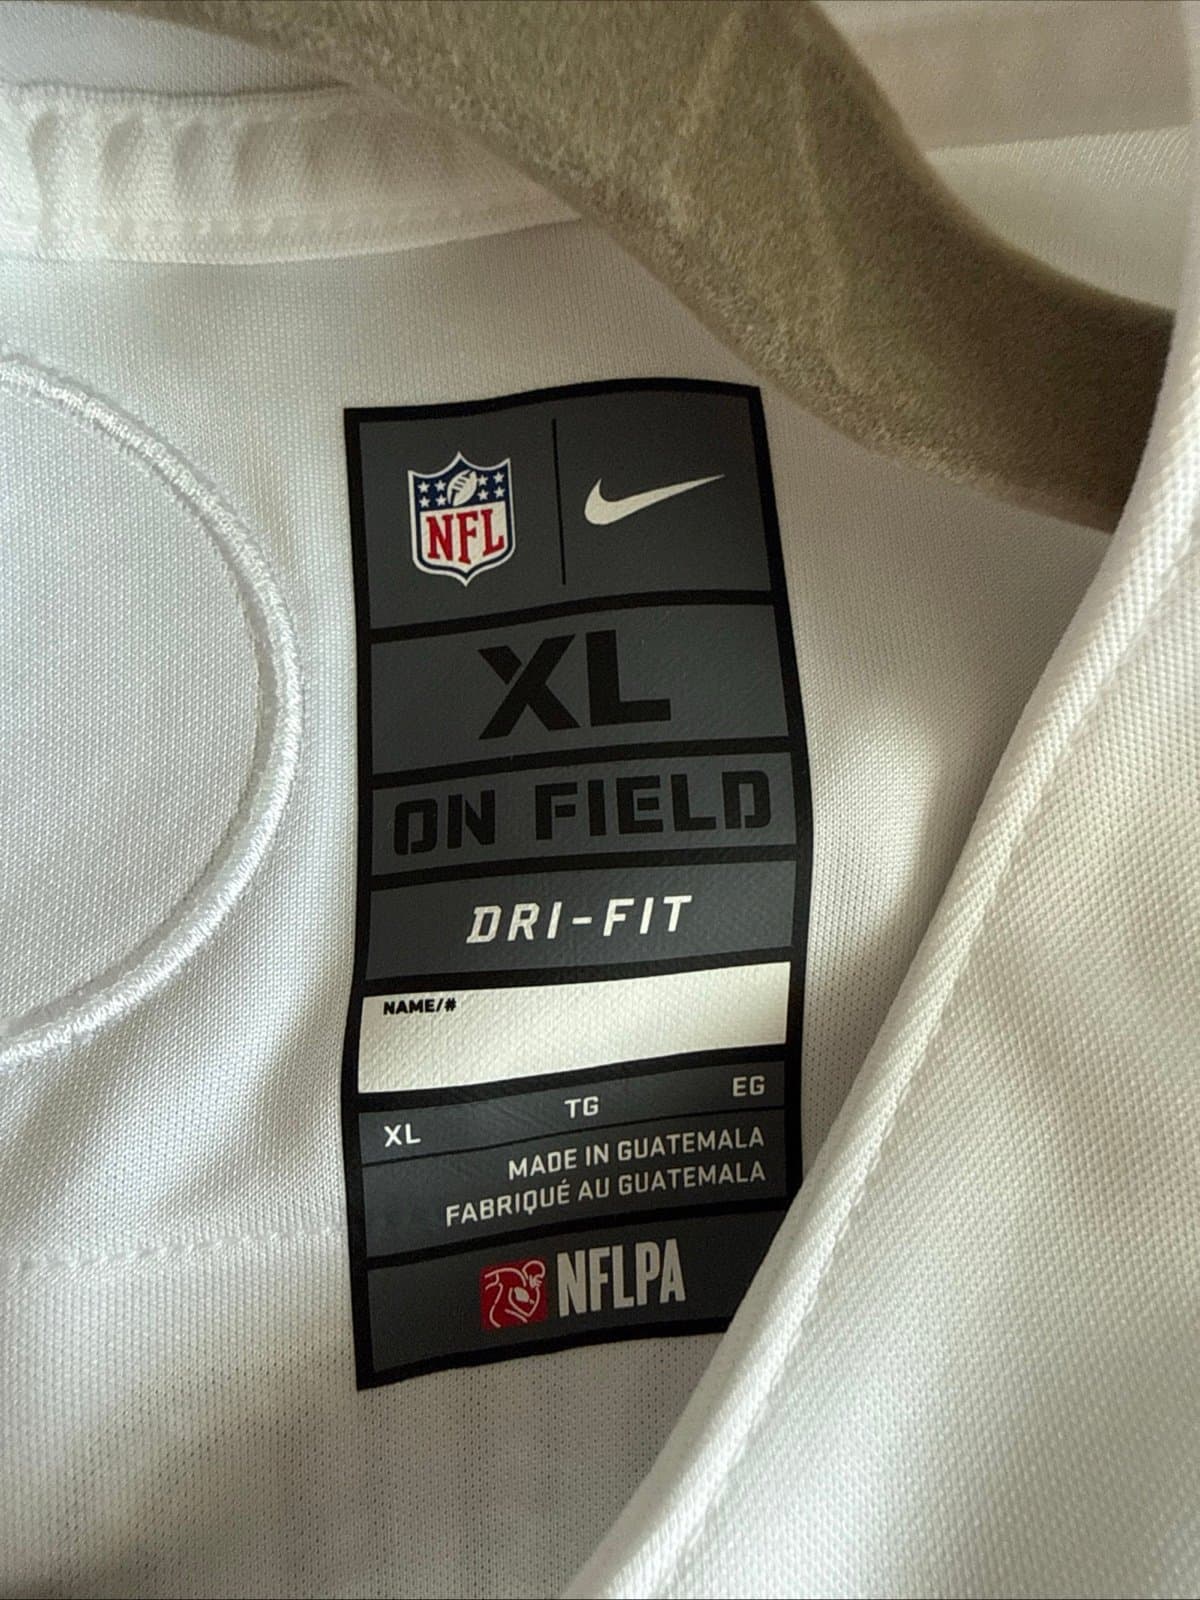 NFL
XL
ON FIELD
DRI-FIT
NAME/#
XL TG EG
MADE IN GUATEMALA
FABRIQUÉ AU GUATEMALA
NFLPA